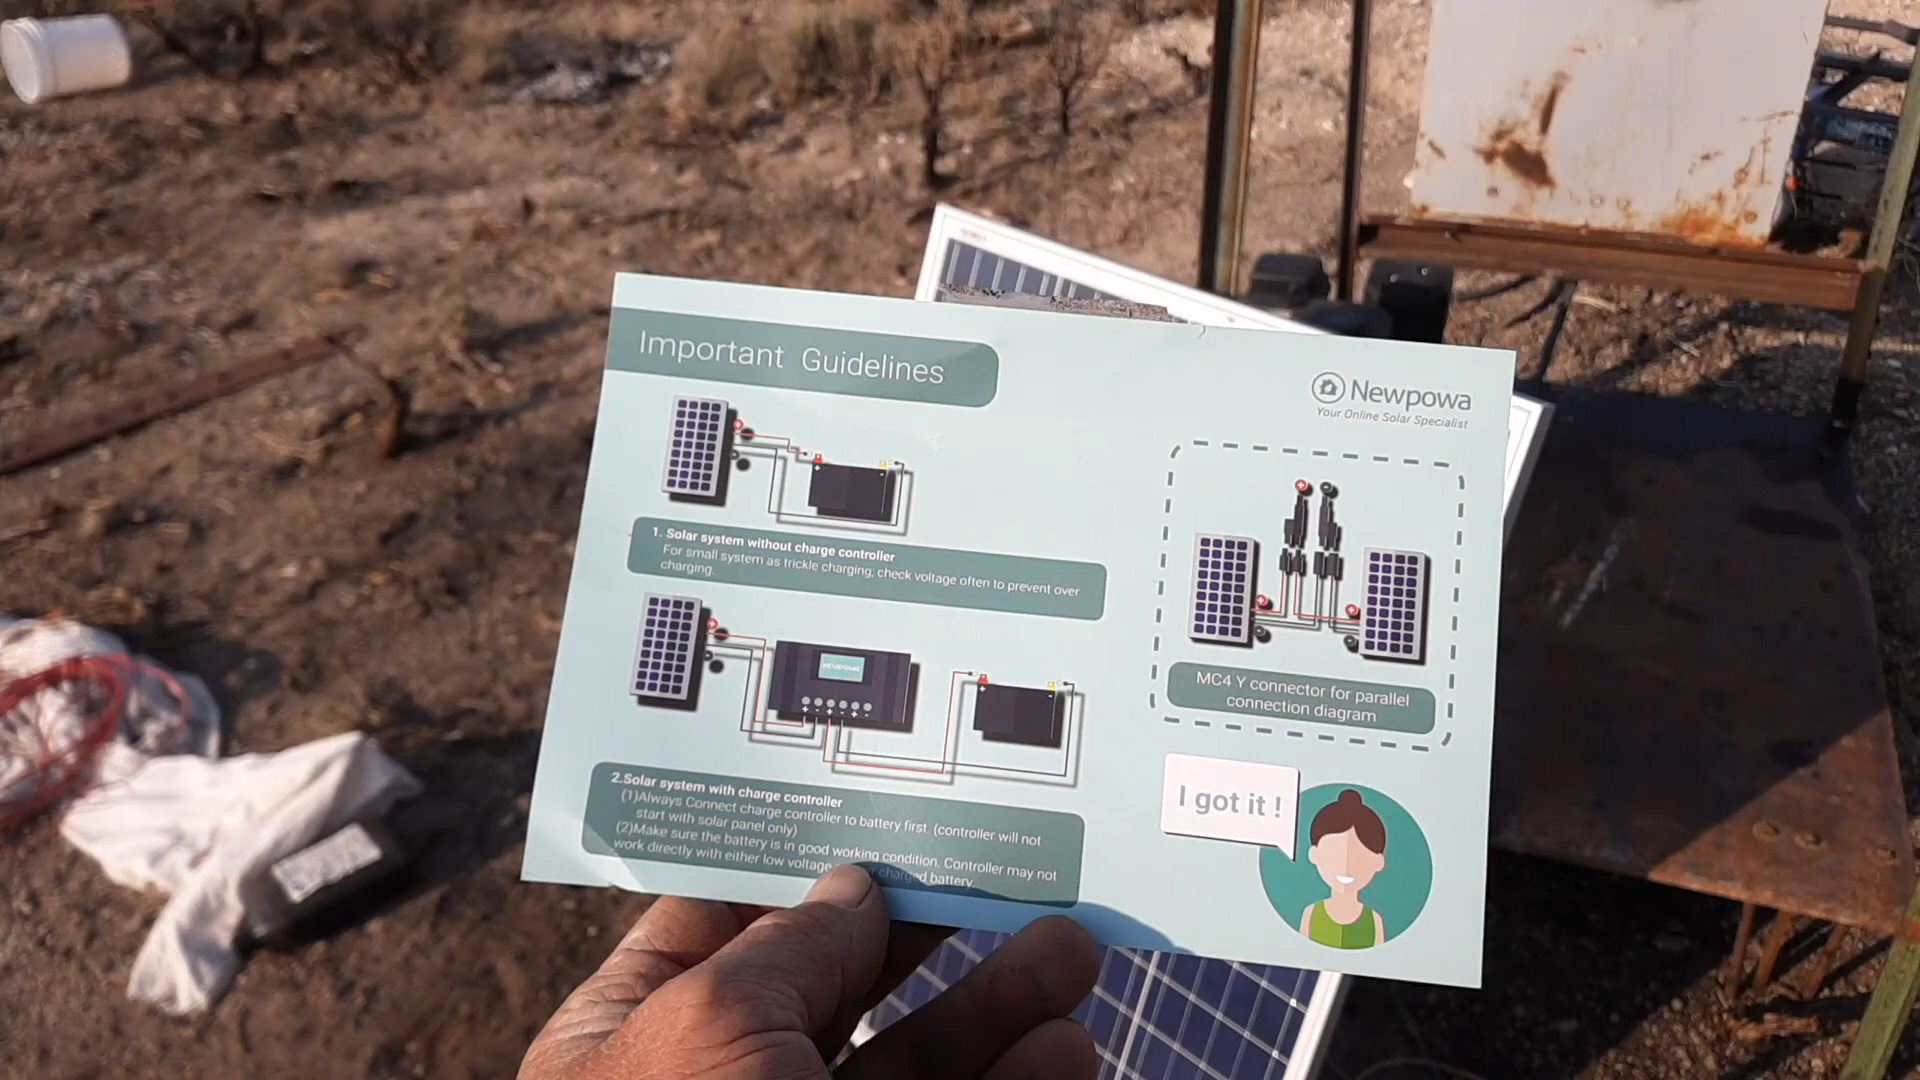 Important Guidelines
Newpowa
Your Online Solar Specialist
1. Solar system without charge controller
For small system as trickle charging; check voltage often to prevent over
charging.
NEWPOWA
2.Solar system with charge controller
(1)Always Connect charge controller to battery first. (controller will not
start with solar panel only)
(2)Make sure the battery is in good working condition. Controller may not
work directly with either low voltage charged battery.
MC4 Y connector for parallel
connection diagram
I got it !